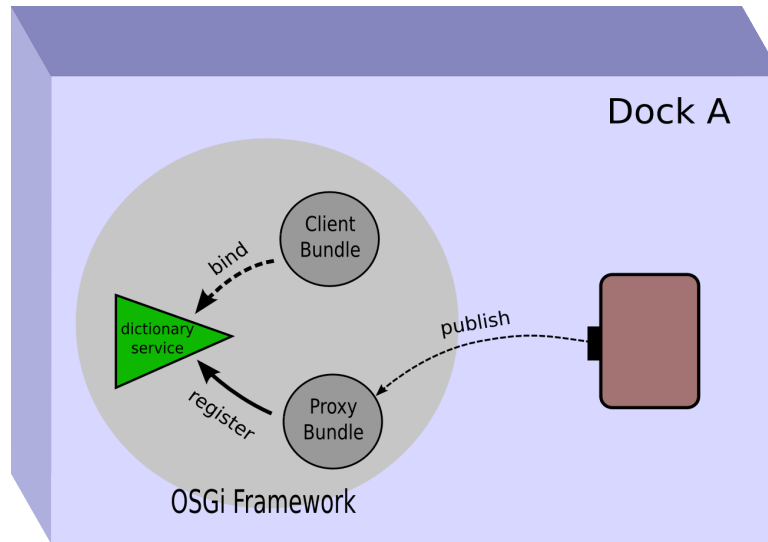 Dock A
Client
Bundle
bind
publish
dictionary
service
register
Proxy
Bundle
OSGi Framework